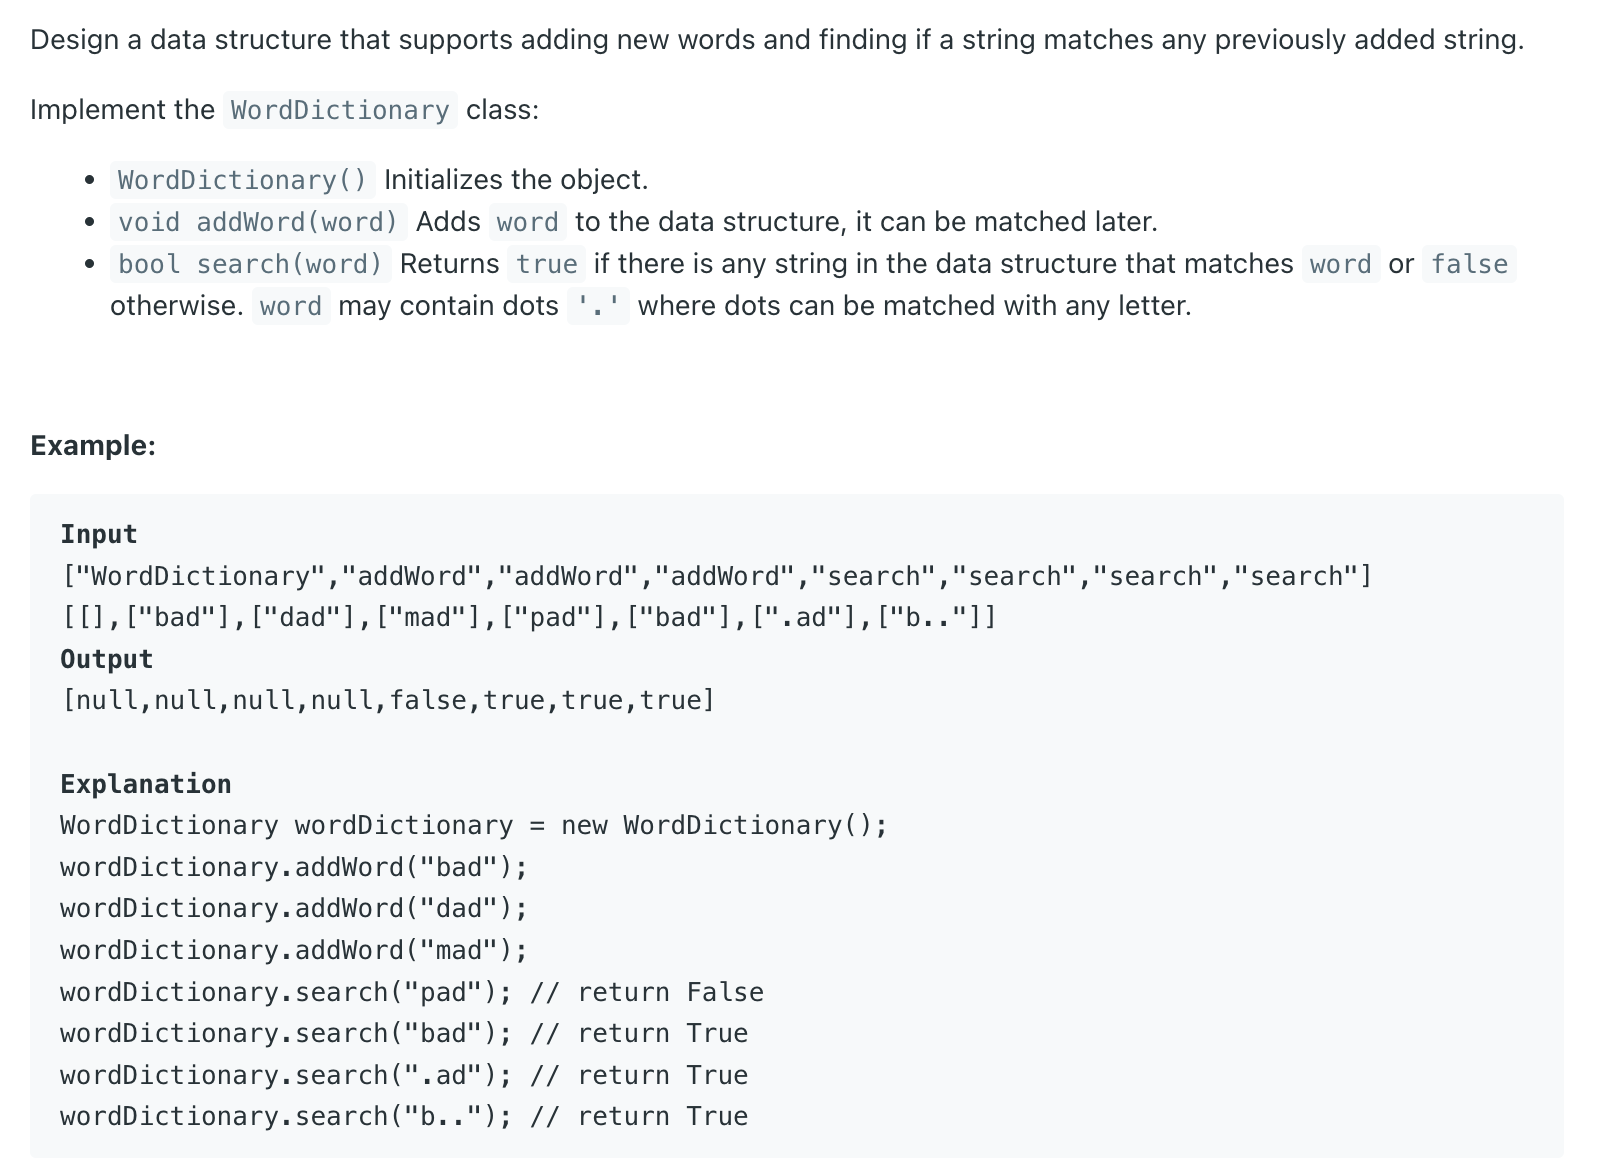 Design a data structure that supports adding new words and finding if a string matches any previously added string.
Implement the WordDictionary class:
• WordDictionary() Initializes the object.
• void addWord(word) Adds word to the data structure, it can be matched later.
• bool search(word) Returns true if there is any string in the data structure that matches word or false
otherwise. word may contain dots '.' where dots can be matched with any letter.
Example:
Input
["WordDictionary","addWord","addWord","addWord","search","search","search","search"]
[[],["bad"],["dad"],["mad"],["pad"],["bad"],[".ad"],["b.."]]
Output
[null,null,null,null,false,true,true,true]
Explanation
WordDictionary wordDictionary = new WordDictionary();
wordDictionary.addWord("bad");
wordDictionary.addWord("dad");
wordDictionary.addWord("mad");
wordDictionary.search("pad"); // return False
wordDictionary.search("bad"); // return True
wordDictionary.search(".ad"); // return True
wordDictionary.search("b.."); // return True